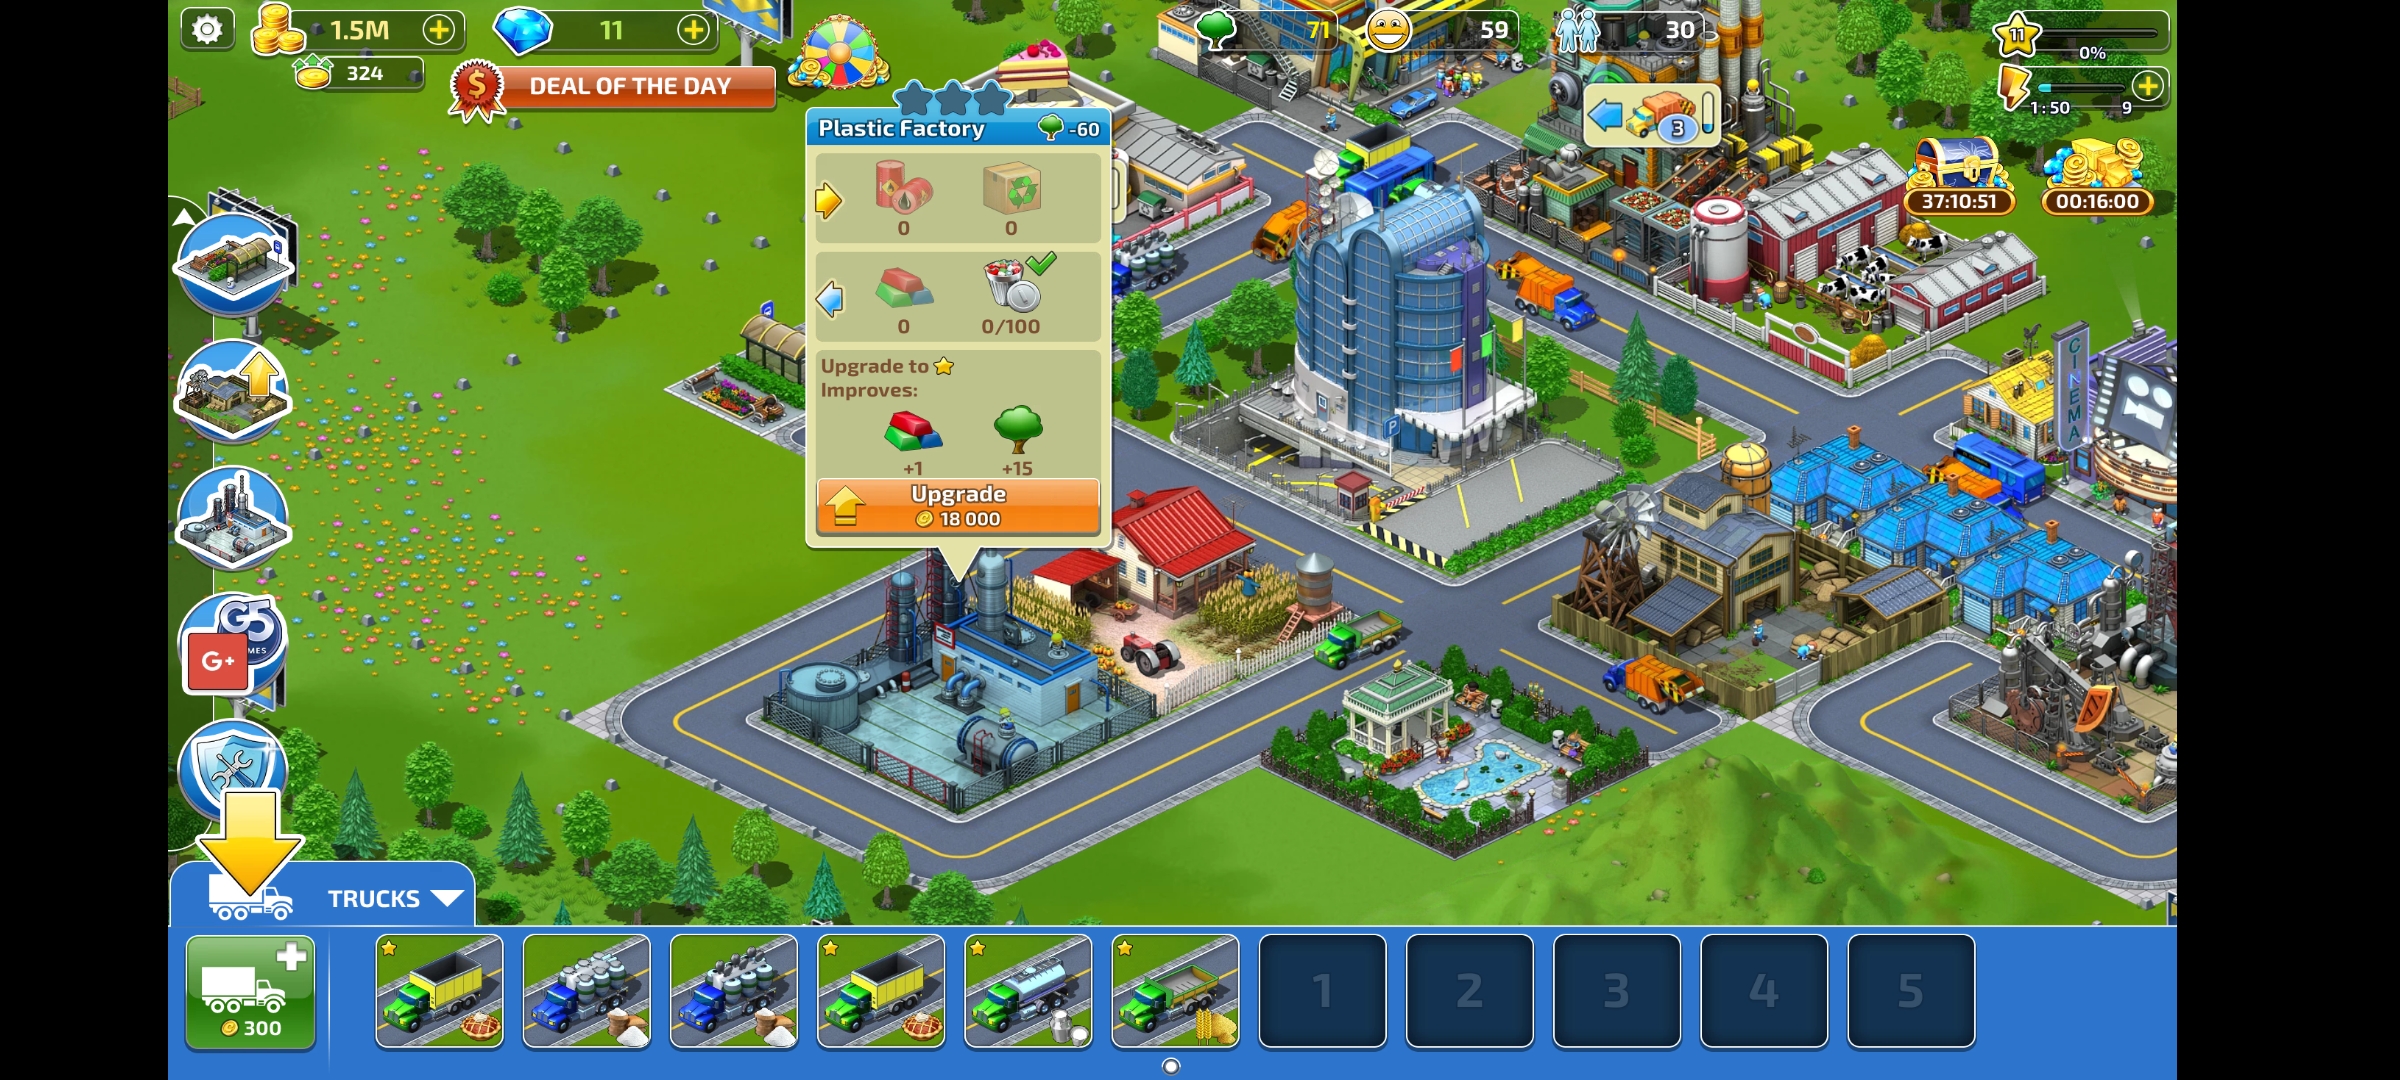 1.5M
11
71
59
30
11
0%
324
DEAL OF THE DAY
1:50
9
Plastic Factory
-60
3
0
0
37:10:51
00:16:00
0
0/100
Upgrade to
Improves:
+1
+15
Upgrade
18 000
CINEMA
P
G5
G+
TRUCKS
300
1
2
3
4
5